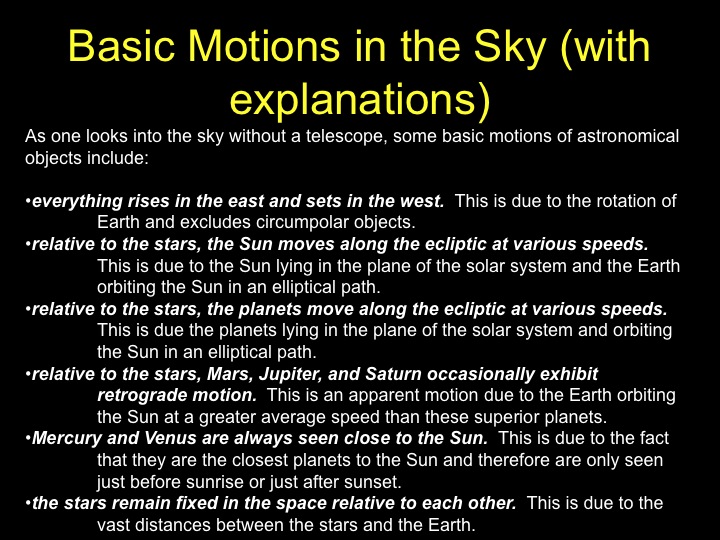 Basic Motions in the Sky (with
explanations)
As one looks into the sky without a telescope, some basic motions of astronomical
objects include:
•everything rises in the east and sets in the west.  This is due to the rotation of
Earth and excludes circumpolar objects.
•relative to the stars, the Sun moves along the ecliptic at various speeds.
This is due to the Sun lying in the plane of the solar system and the Earth
orbiting the Sun in an elliptical path.
•relative to the stars, the planets move along the ecliptic at various speeds.
This is due the planets lying in the plane of the solar system and orbiting
the Sun in an elliptical path.
•relative to the stars, Mars, Jupiter, and Saturn occasionally exhibit
retrograde motion.  This is an apparent motion due to the Earth orbiting
the Sun at a greater average speed than these superior planets.
•Mercury and Venus are always seen close to the Sun.  This is due to the fact
that they are the closest planets to the Sun and therefore are only seen
just before sunrise or just after sunset.
•the stars remain fixed in the space relative to each other.  This is due to the
vast distances between the stars and the Earth.